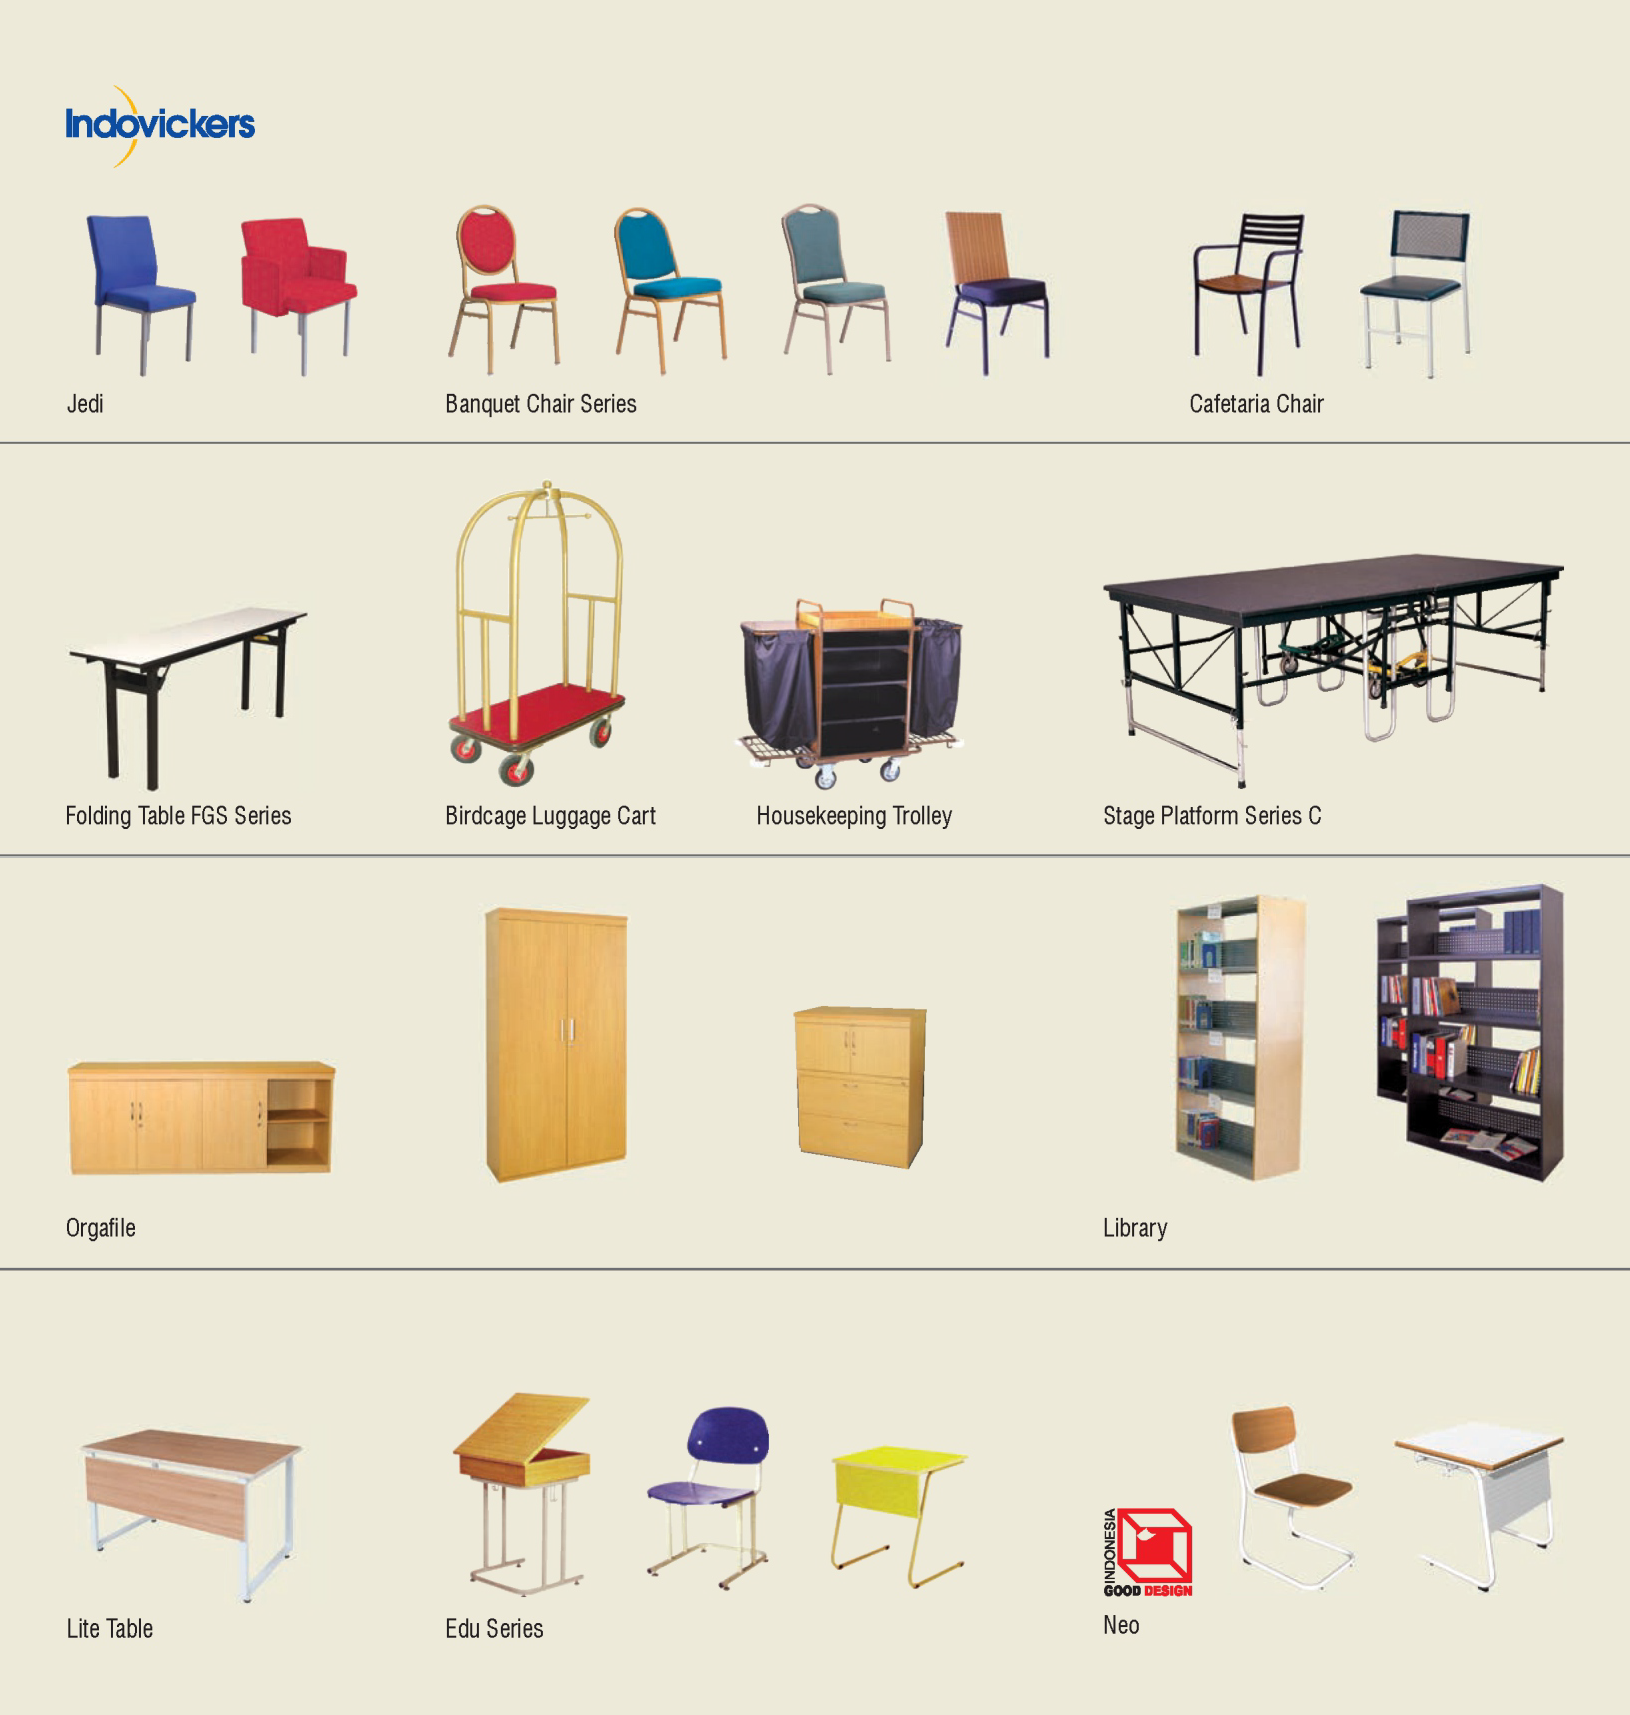 Indovickers
Jedi
Banquet Chair Series
Cafetaria Chair
Folding Table FGS Series
Birdcage Luggage Cart
Housekeeping Trolley
Stage Platform Series C
Orgafile
Library
INDONESIA
GOOD DESIGN
Lite Table
Edu Series
Neo